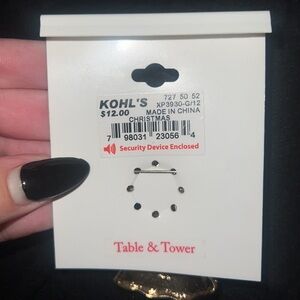 727 50 52
KOHL'S XP3930-G/12
$12.00 MADE IN CHINA
CHRISTMAS
7 98031 23056 4
Security Device Enclosed
Table & Tower